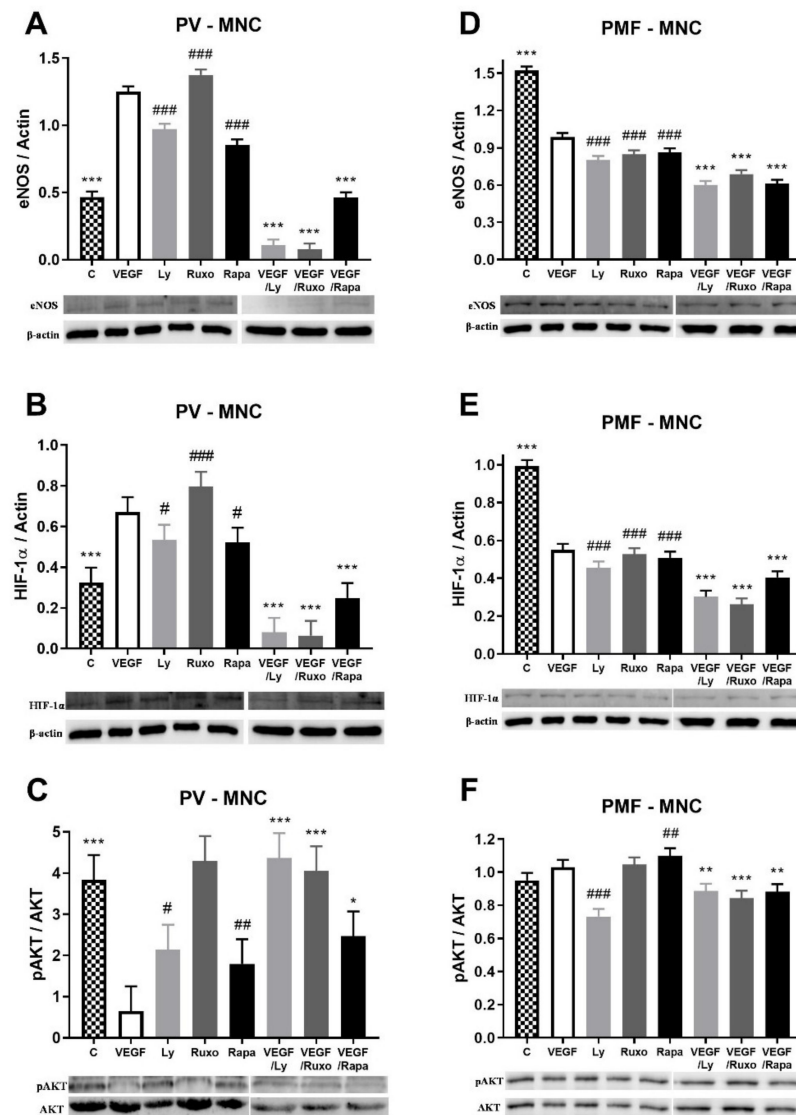 A
PV - MNC
eNOS / Actin
1.5
1.0
0.5
0.0
***
###
###
###
***
***
***
C VEGF Ly Ruxo Rapa VEGF /Ly VEGF /Ruxo VEGF /Rapa
eNOS
β-actin
D
PMF - MNC
eNOS / Actin
1.5
1.2
0.9
0.6
0.3
0.0
***
### ### ###
*** *** ***
C VEGF Ly Ruxo Rapa VEGF /Ly VEGF /Ruxo VEGF /Rapa
eNOS
β-actin
B
PV - MNC
HIF-1α / Actin
1.0
0.8
0.6
0.4
0.2
0.0
***
#
###
#
*** *** ***
C VEGF Ly Ruxo Rapa VEGF /Ly VEGF /Ruxo VEGF /Rapa
HIF-1α
β-actin
E
PMF - MNC
HIF-1α / Actin
1.0
0.8
0.6
0.4
0.2
0.0
***
### ### ###
*** *** ***
C VEGF Ly Ruxo Rapa VEGF /Ly VEGF /Ruxo VEGF /Rapa
HIF-1α
β-actin
C
PV - MNC
pAKT / AKT
5
4
3
2
1
0
***
#
##
*** *** *
C VEGF Ly Ruxo Rapa VEGF /Ly VEGF /Ruxo VEGF /Rapa
pAKT
AKT
F
PMF - MNC
pAKT / AKT
1.2
1.0
0.8
0.6
0.4
0.2
0.0
###
##
** *** **
C VEGF Ly Ruxo Rapa VEGF /Ly VEGF /Ruxo VEGF /Rapa
pAKT
AKT